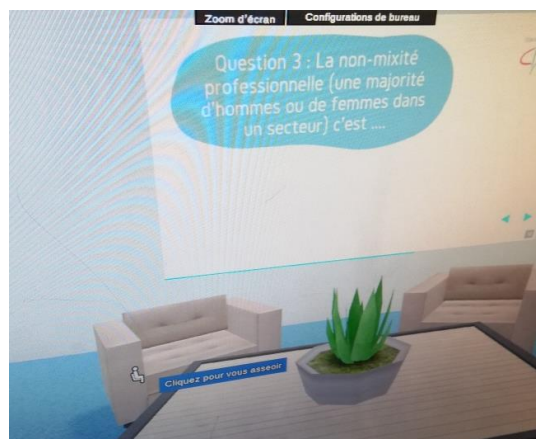 Zoom d'écran
Configurations de bureau
Question 3 : La non-mixité
professionnelle (une majorité
d'hommes ou de femmes dans
un secteur) c'est ....
Cliquez pour vous asseoir